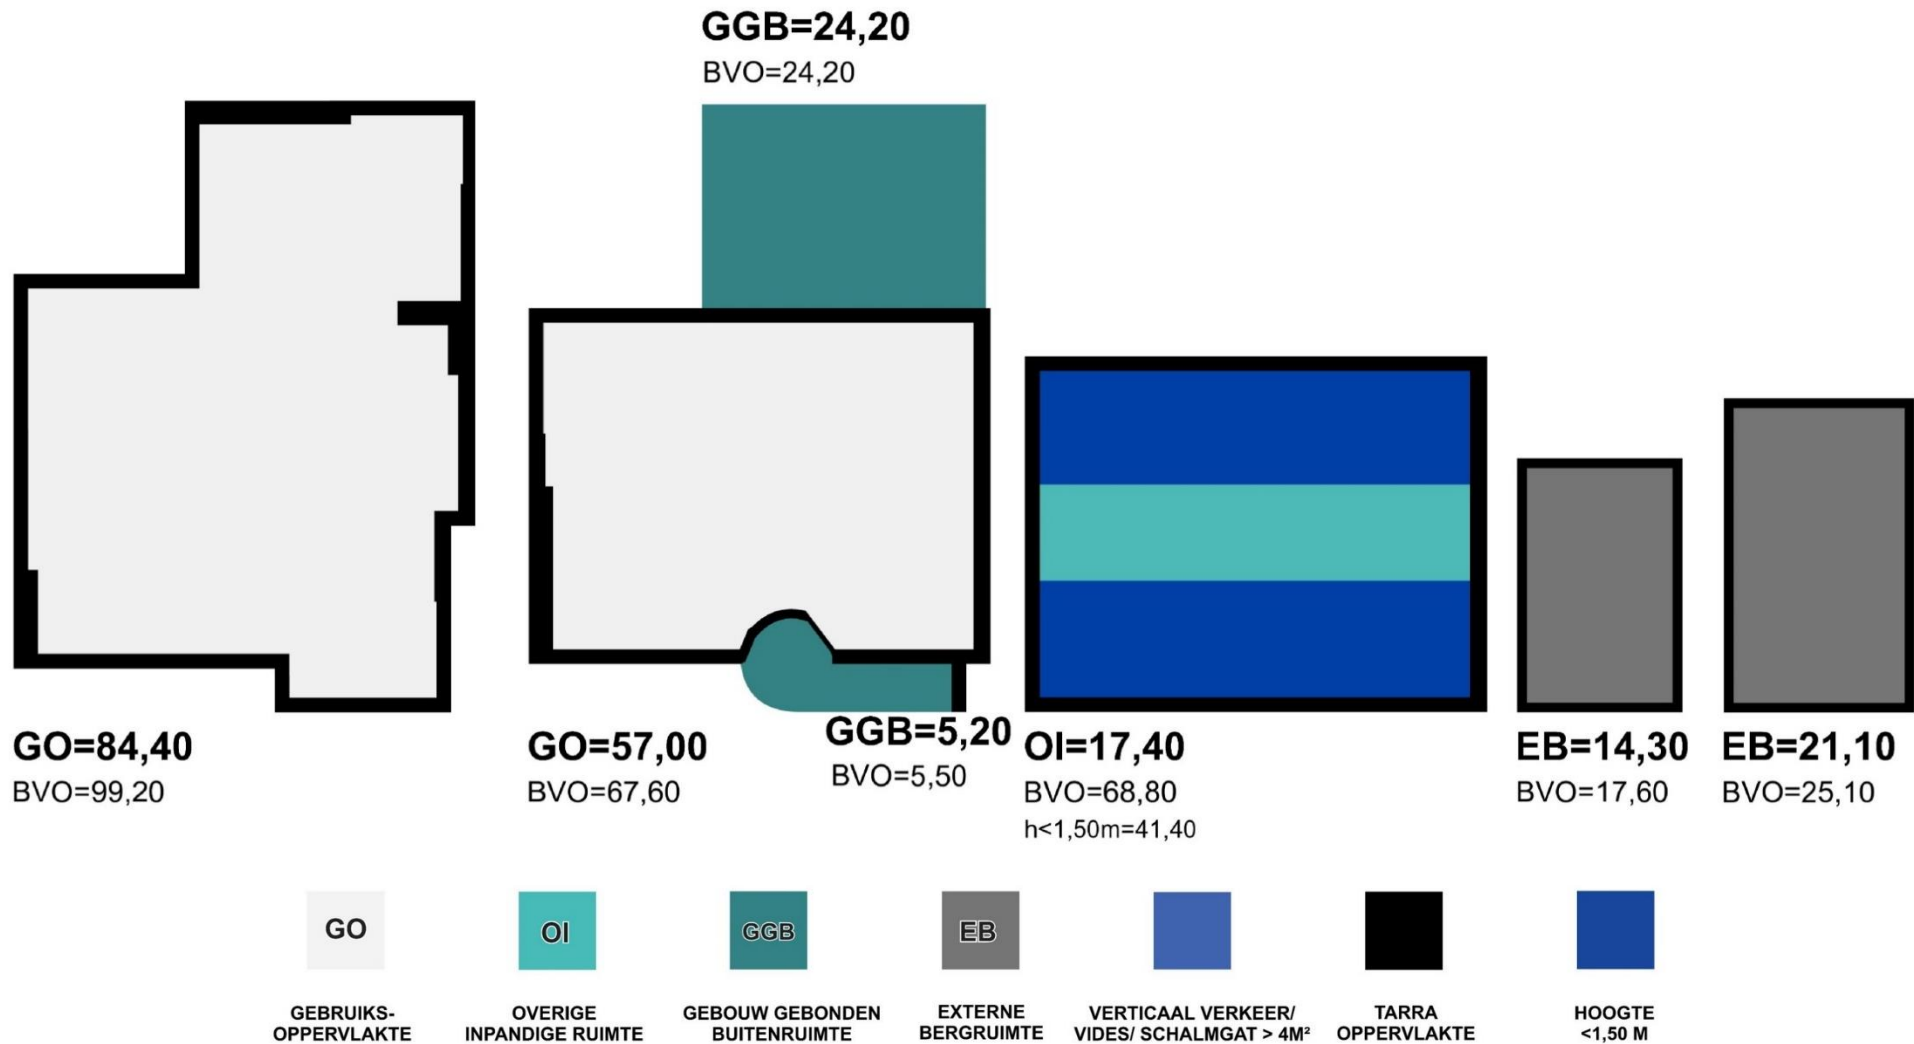 GGB=24,20
BVO=24,20
GO=84,40
BVO=99,20
GO=57,00
BVO=67,60
GGB=5,20
BVO=5,50
OI=17,40
BVO=68,80
h<1,50m=41,40
EB=14,30
BVO=17,60
EB=21,10
BVO=25,10
GO
OI
GGB
EB
GEBRUIKS-
OPPERVLAKTE
OVERIGE
INPANDIGE RUIMTE
GEBOUW GEBONDEN
BUITENRUIMTE
EXTERNE
BERGRUIMTE
VERTICAAL VERKEER/
VIDES/ SCHALMGAT > 4M²
TARRA
OPPERVLAKTE
HOOGTE
<1,50 M